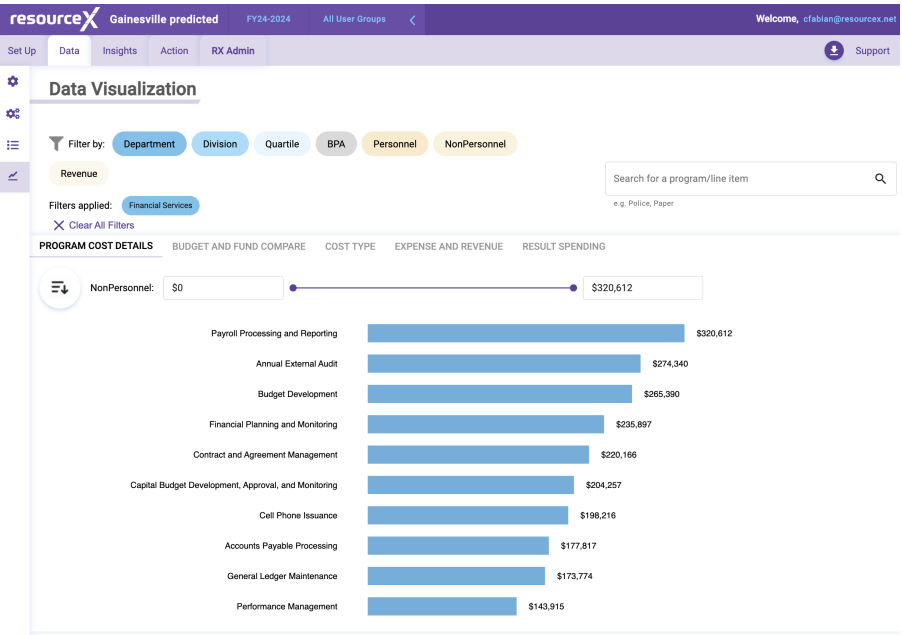 resourceX Gainesville predicted FY24-2024 All User Groups Welcome, cfabian@resourcex.net
Set Up Data Insights Action RX Admin Support
Data Visualization
Filter by: Department Division Quartile BPA Personnel NonPersonnel
Revenue
Search for a program/line item
e.g. Police, Paper
Filters applied: Financial Services
Clear All Filters
PROGRAM COST DETAILS BUDGET AND FUND COMPARE COST TYPE EXPENSE AND REVENUE RESULT SPENDING
NonPersonnel: $0 $320,612
Payroll Processing and Reporting $320,612
Annual External Audit $274,340
Budget Development $265,390
Financial Planning and Monitoring $235,897
Contract and Agreement Management $220,166
Capital Budget Development, Approval, and Monitoring $204,257
Cell Phone Issuance $198,216
Accounts Payable Processing $177,817
General Ledger Maintenance $173,774
Performance Management $143,915